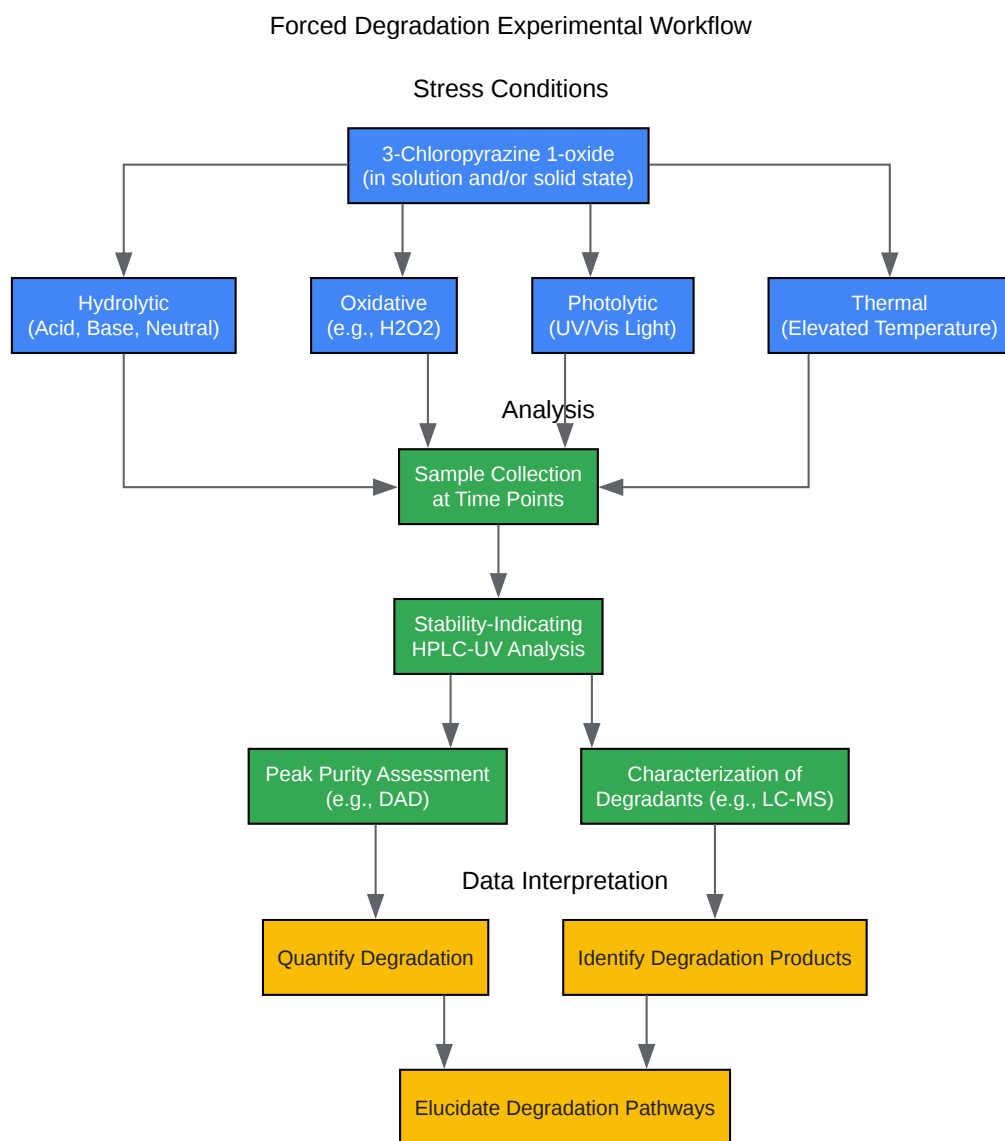 Forced Degradation Experimental Workflow
Stress Conditions
3-Chloropyrazine 1-oxide
(in solution and/or solid state)
Hydrolytic
(Acid, Base, Neutral)
Oxidative
(e.g., H2O2)
Photolytic
(UV/Vis Light)
Thermal
(Elevated Temperature)
Analysis
Sample Collection
at Time Points
Stability-Indicating
HPLC-UV Analysis
Peak Purity Assessment
(e.g., DAD)
Characterization of
Degradants (e.g., LC-MS)
Data Interpretation
Quantify Degradation
Identify Degradation Products
Elucidate Degradation Pathways